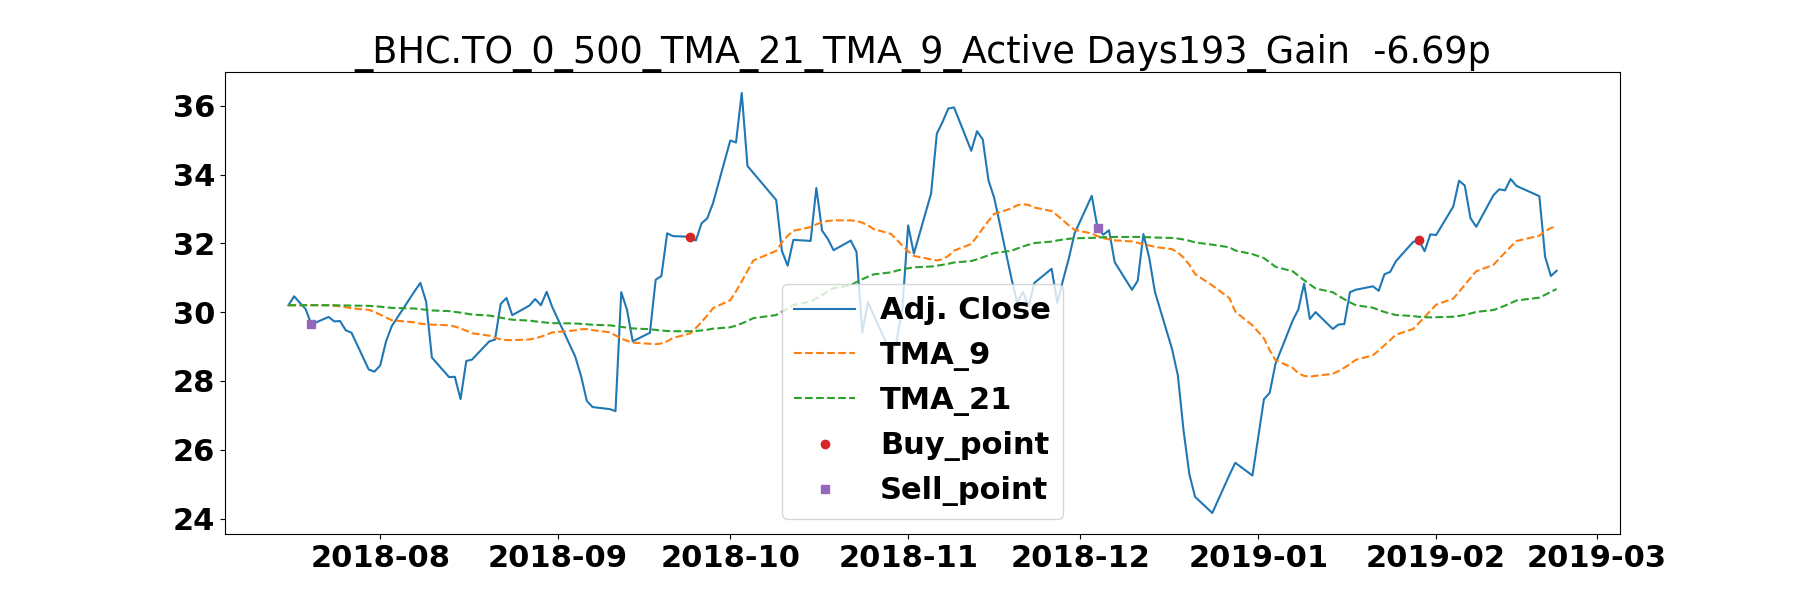 _BHC.TO_0_500_TMA_21_TMA_9_Active Days193_Gain  -6.69p
36
34
32
30
28
26
24
Adj. Close
TMA_9
TMA_21
Buy_point
Sell_point
2018-08 2018-09 2018-10 2018-11 2018-12 2019-01 2019-02 2019-03